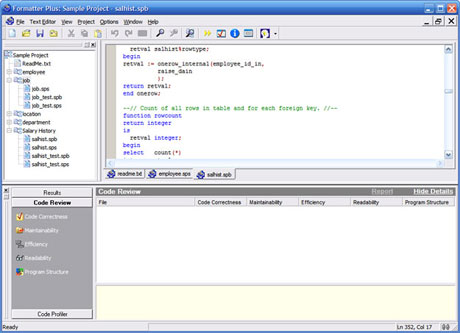 Formatter Plus: Sample Project - salhist.spb
File Text Editor View Project Options Window Help
Sample Project
ReadMe.txt
employee
job
job.sps
job_test.spb
job_test.sps
location
department
Salary History
salhist.spb
salhist.sps
salhist_test.spb
salhist_test.sps
retval salhist%rowtype;
begin
retval := onerow_internal(employee_id_in,
raise_dain
);
return retval;
end onerow;
--// Count of all rows in table and for each foreign key. //--
function rowcount
return integer
is
retval integer;
begin
select count(*)
readme.txt employee.sps salhist.spb
Results
Code Review
Code Correctness
Maintainability
Efficiency
Readability
Program Structure
Code Profiler
Code Review Report Hide Details
File Code Correctness Maintainability Efficiency Readability Program Structure
Ready Ln 352, Col 17